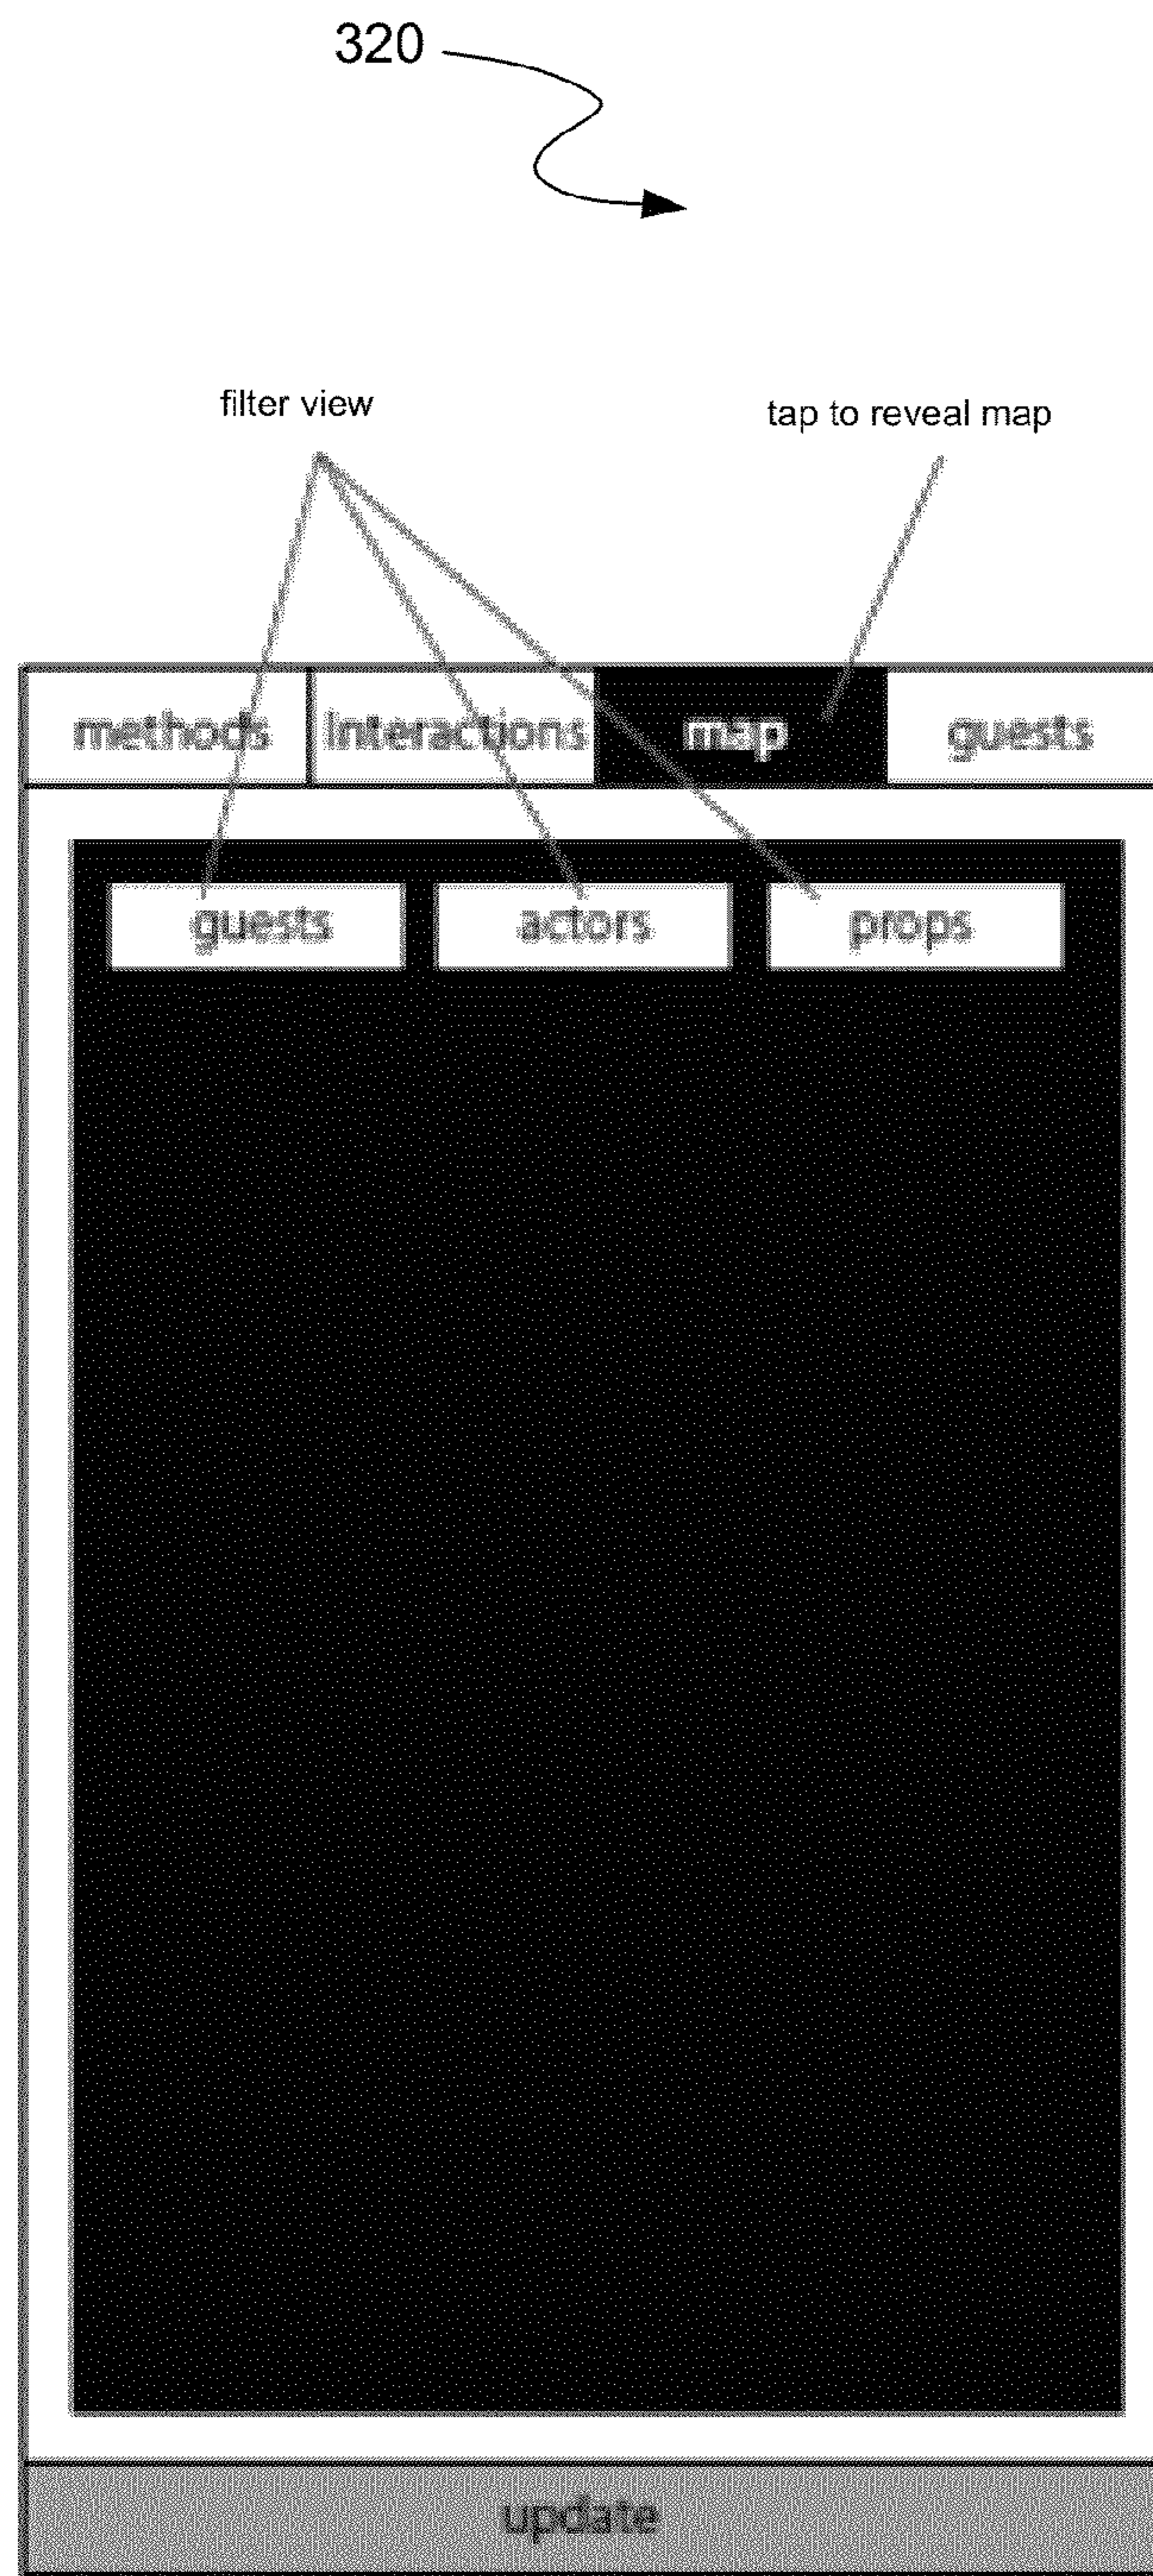 320
filter view
tap to reveal map
methods interactions map guests
guests actors props
update